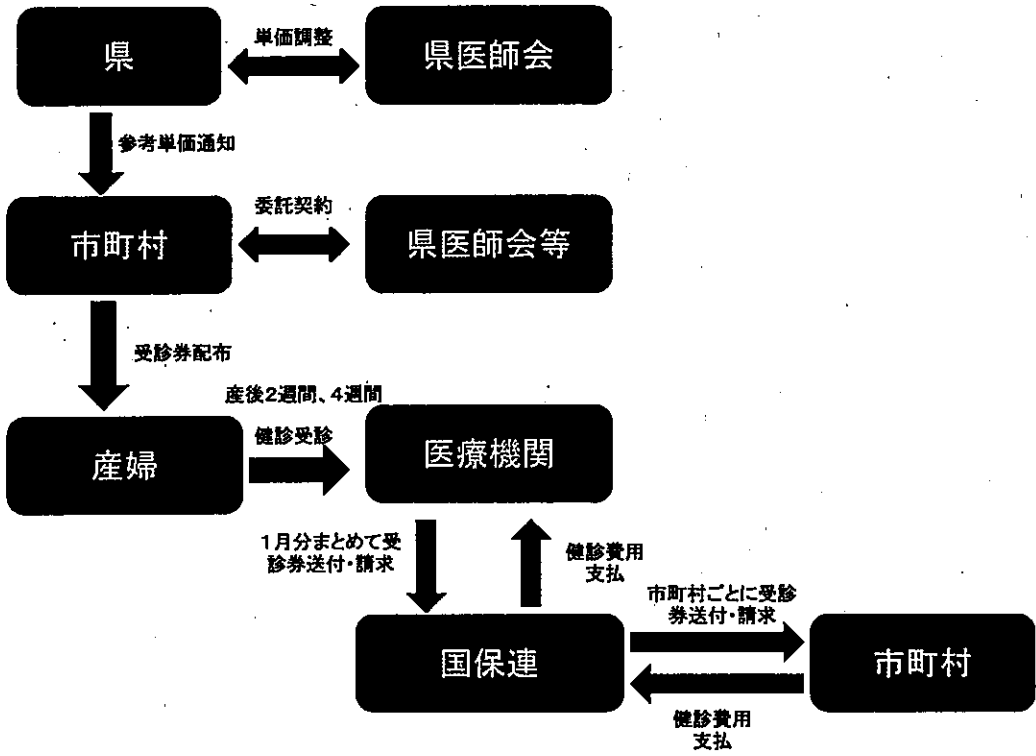 県
単価調整
県医師会
参考単価通知
市町村
委託契約
県医師会等
受診券配布
産後2週間、4週間
健診受診
産婦
医療機関
1月分まとめて受
診券送付・請求
健診費用
支払
市町村ごとに受診
券送付・請求
国保連
市町村
健診費用
支払